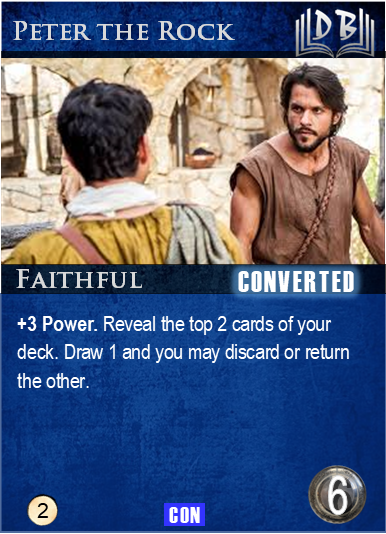 PETER THE ROCK
DB
FAITHFUL
CONVERTED
+3 Power. Reveal the top 2 cards of your
deck. Draw 1 and you may discard or return
the other.
2
CON
6